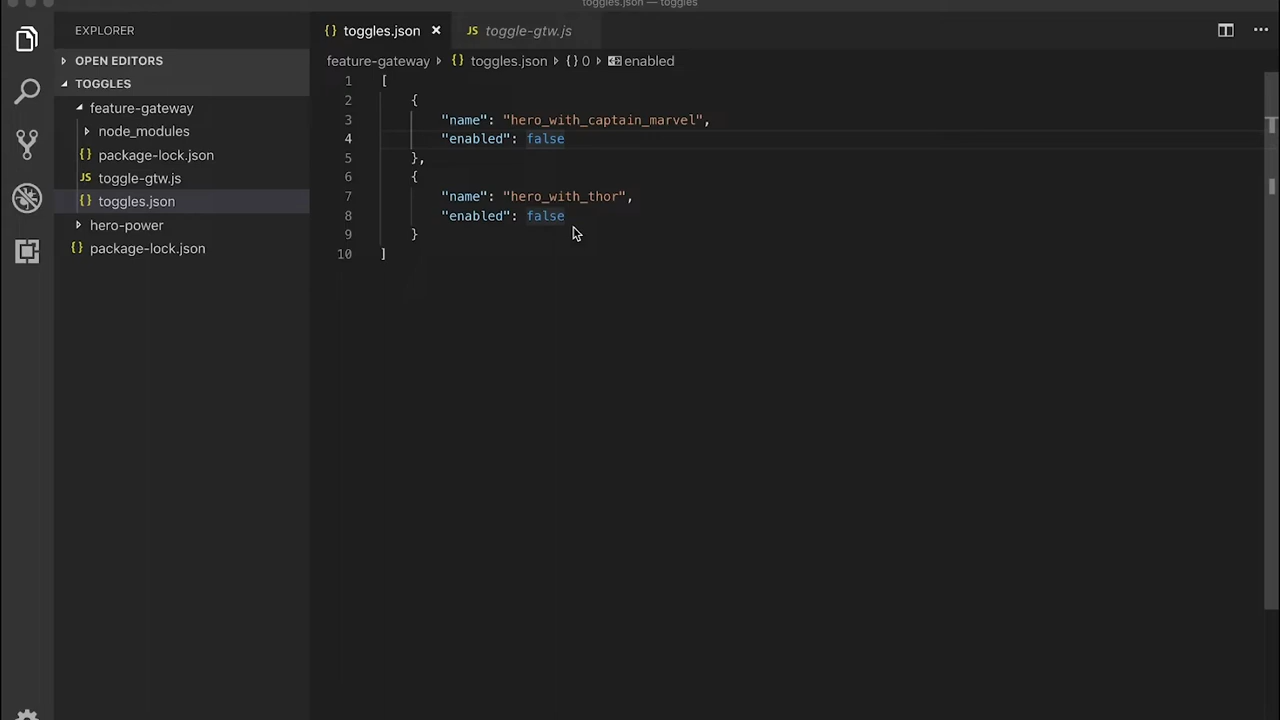 toggles.json — toggles
EXPLORER
OPEN EDITORS
TOGGLES
feature-gateway
node_modules
{} package-lock.json
JS toggle-gtw.js
{} toggles.json
hero-power
{} package-lock.json
{} toggles.json ×
JS toggle-gtw.js
feature-gateway {} toggles.json {} 0 enabled
1 [
2 {
3 "name": "hero_with_captain_marvel",
4 "enabled": false
5 },
6 {
7 "name": "hero_with_thor",
8 "enabled": false
9 }
10 ]